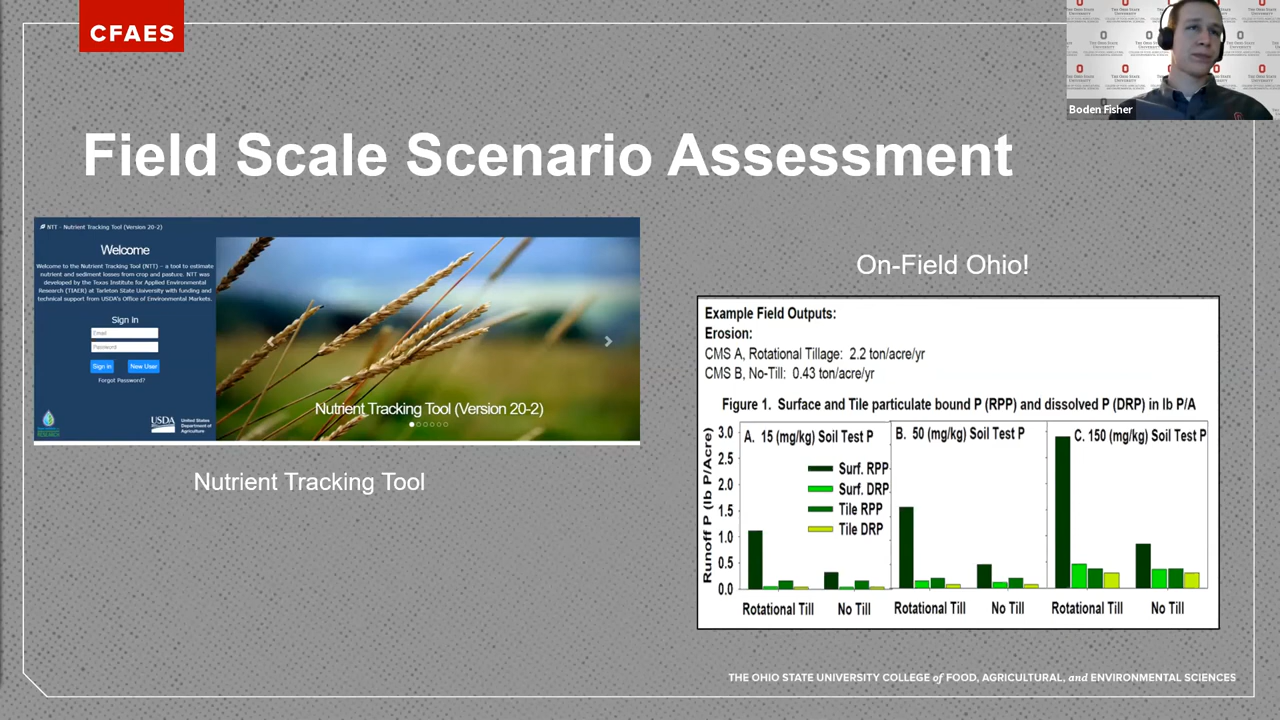 CFAES
Boden Fisher
Field Scale Scenario Assessment
NTT - Nutrient Tracking Tool (Version 20-2)
Welcome
Welcome to the Nutrient Tracking Tool (NTT) – a tool to estimate
nutrient and sediment losses from crop and pasture. NTT was
developed by the Texas Institute for Applied Environmental
Research (TIAER) at Tarleton State University with funding and
technical support from USDA's Office of Environmental Markets.
Sign In
Email
Password
Sign in
New User
Forgot Password?
USDA
United States
Department of
Agriculture
Nutrient Tracking Tool (Version 20-2)
Nutrient Tracking Tool
On-Field Ohio!
Example Field Outputs:
Erosion:
CMS A, Rotational Tillage: 2.2 ton/acre/yr
CMS B, No-Till: 0.43 ton/acre/yr
Figure 1. Surface and Tile particulate bound P (RPP) and dissolved P (DRP) in lb P/A
Runoff P (lb P/Acre)
3.0
2.5
2.0
1.5
1.0
0.5
0.0
A. 15 (mg/kg) Soil Test P
B. 50 (mg/kg) Soil Test P
C. 150 (mg/kg) Soil Test P
Surf. RPP
Surf. DRP
Tile RPP
Tile DRP
Rotational Till
No Till
Rotational Till
No Till
Rotational Till
No Till
THE OHIO STATE UNIVERSITY COLLEGE of FOOD, AGRICULTURAL, and ENVIRONMENTAL SCIENCES